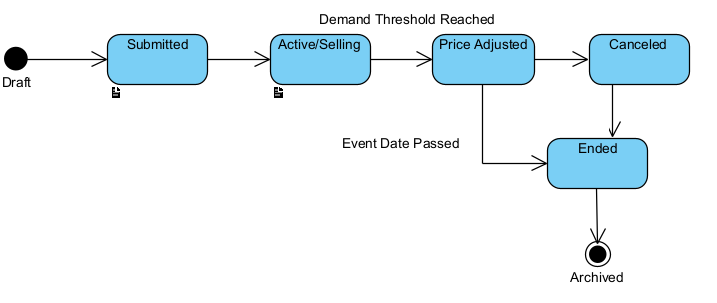 Demand Threshold Reached
Submitted
Active/Selling
Price Adjusted
Canceled
Draft
Event Date Passed
Ended
Archived